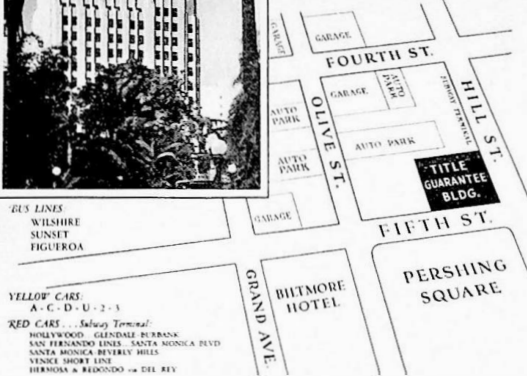 GARAGE
GARAGE
FOURTH ST.
GARAGE
AUTO PARK
HILL ST.
SUBWAY TERMINAL
AUTO PARK
OLIVE ST.
AUTO PARK
AUTO PARK
TITLE
GUARANTEE
BLDG.
GARAGE
FIFTH ST.
BUS LINES
WILSHIRE
SUNSET
FIGUEROA
GRAND AVE.
BILTMORE
HOTEL
PERSHING
SQUARE
YELLOW CARS:
A - C - D - U - 2 - 3
RED CARS . . . Subway Terminal:
HOLLYWOOD GLENDALE-BURBANK
SAN FERNANDO LINES . . SANTA MONICA BLVD
SANTA MONICA-BEVERLY HILLS
VENICE SHORT LINE
HERMOSA & REDONDO via DEL REY